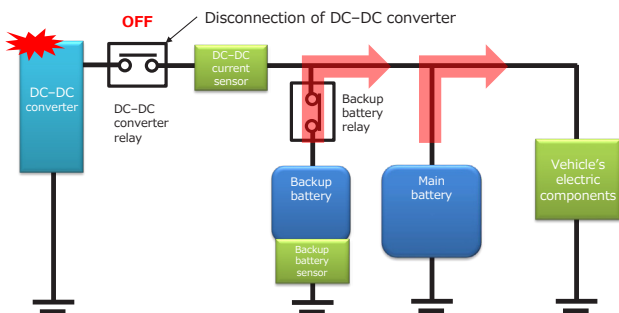 OFF
Disconnection of DC–DC converter
DC–DC
converter
DC–DC
converter
relay
DC–DC
current
sensor
Backup
battery
relay
Backup
battery
Backup
battery
sensor
Main
battery
Vehicle's
electric
components